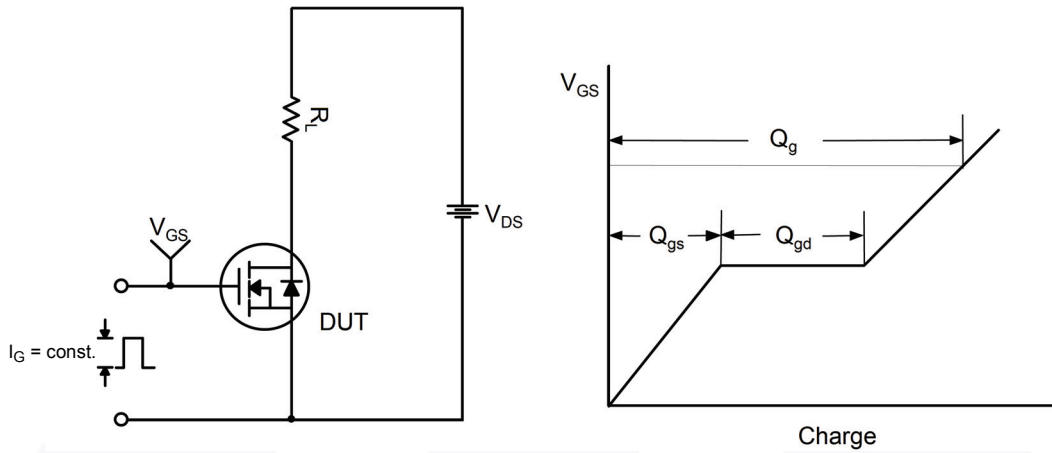 R_L
V_GS
V_DS
DUT
I_G = const.
V_GS
Q_g
Q_gs
Q_gd
Charge